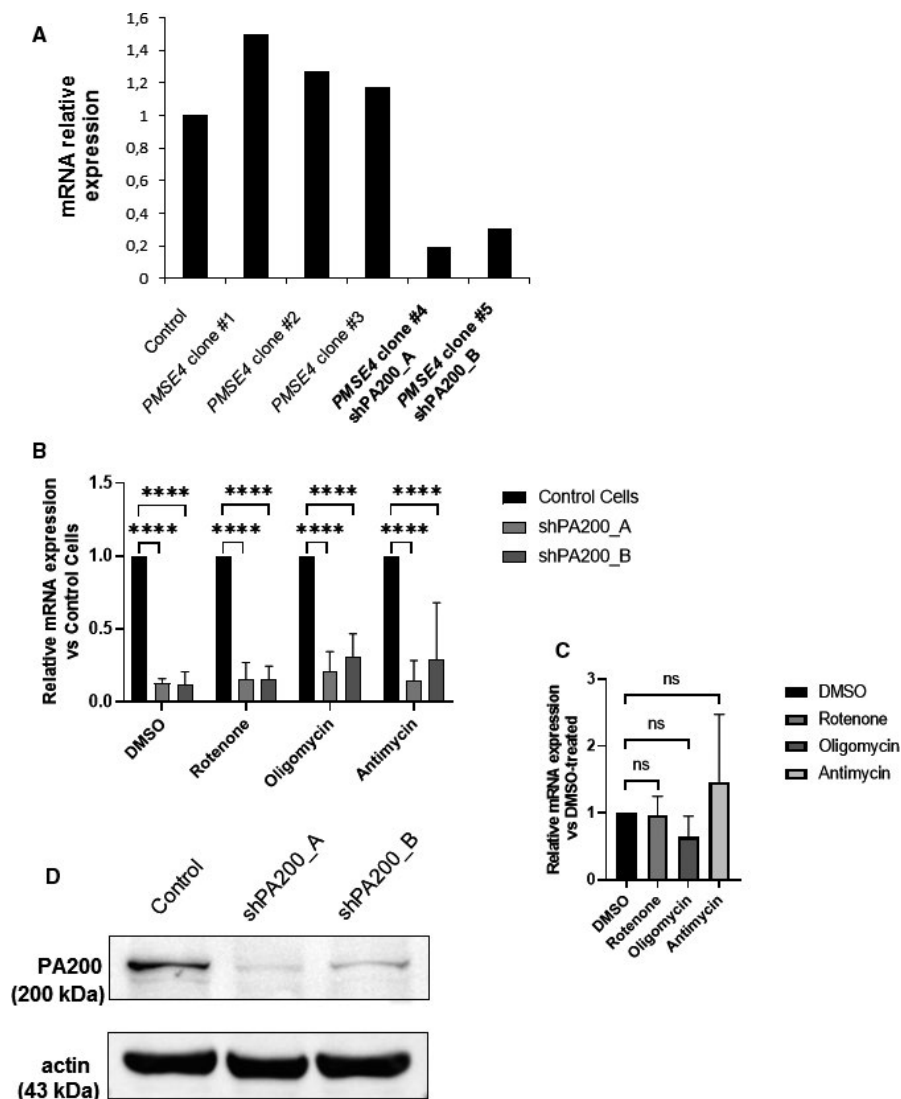 A
mRNA relative
expression
1,6
1,4
1,2
1
0,8
0,6
0,4
0,2
0
Control
PMSE4 clone #1
PMSE4 clone #2
PMSE4 clone #3
PMSE4 clone #4
shPA200_A
PMSE4 clone #5
shPA200_B
B
Relative mRNA expression
vs Control Cells
1.5
1.0
0.5
0.0
**** **** **** ****
**** **** **** ****
DMSO
Rotenone
Oligomycin
Antimycin
Control Cells
shPA200_A
shPA200_B
C
Relative mRNA expression
vs DMSO-treated
3
2
1
0
ns
ns
ns
DMSO
Rotenone
Oligomycin
Antimycin
DMSO
Rotenone
Oligomycin
Antimycin
D
Control
shPA200_A
shPA200_B
PA200
(200 kDa)
actin
(43 kDa)